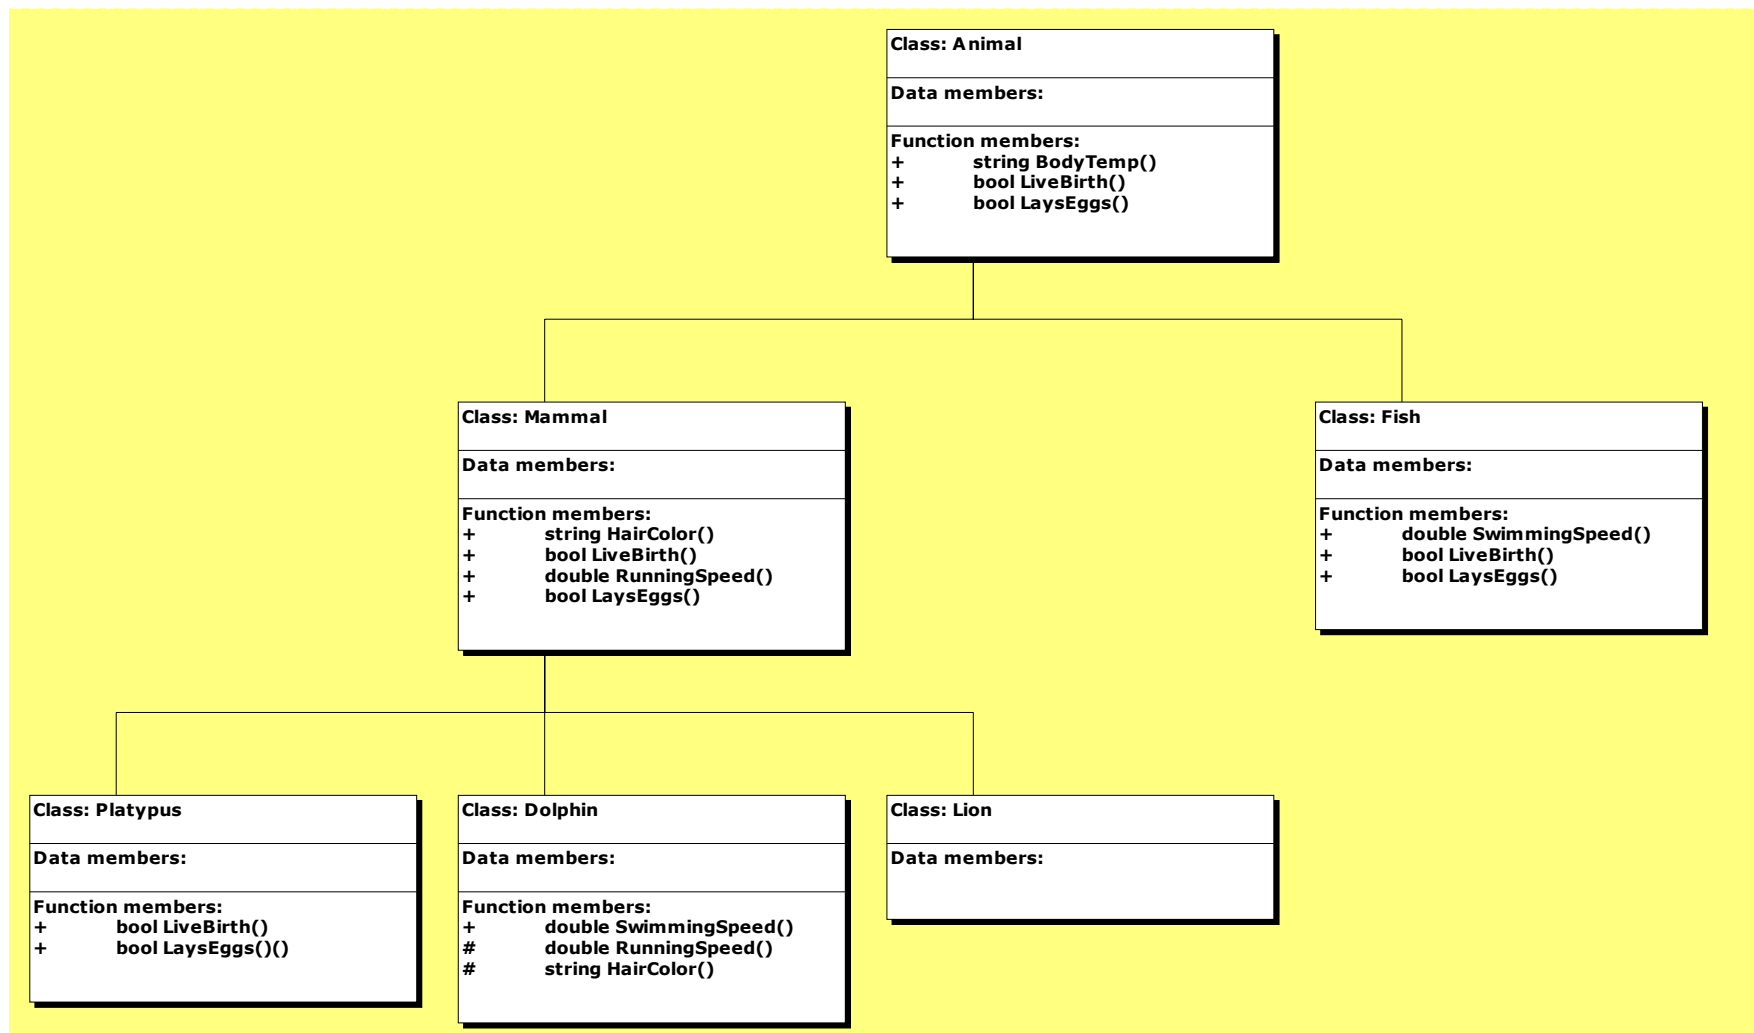 Class: Animal
Data members:
Function members:
+ string BodyTemp()
+ bool LiveBirth()
+ bool LaysEggs()
Class: Mammal
Data members:
Function members:
+ string HairColor()
+ bool LiveBirth()
+ double RunningSpeed()
+ bool LaysEggs()
Class: Fish
Data members:
Function members:
+ double SwimmingSpeed()
+ bool LiveBirth()
+ bool LaysEggs()
Class: Platypus
Data members:
Function members:
+ bool LiveBirth()
+ bool LaysEggs()()
Class: Dolphin
Data members:
Function members:
+ double SwimmingSpeed()
# double RunningSpeed()
# string HairColor()
Class: Lion
Data members: